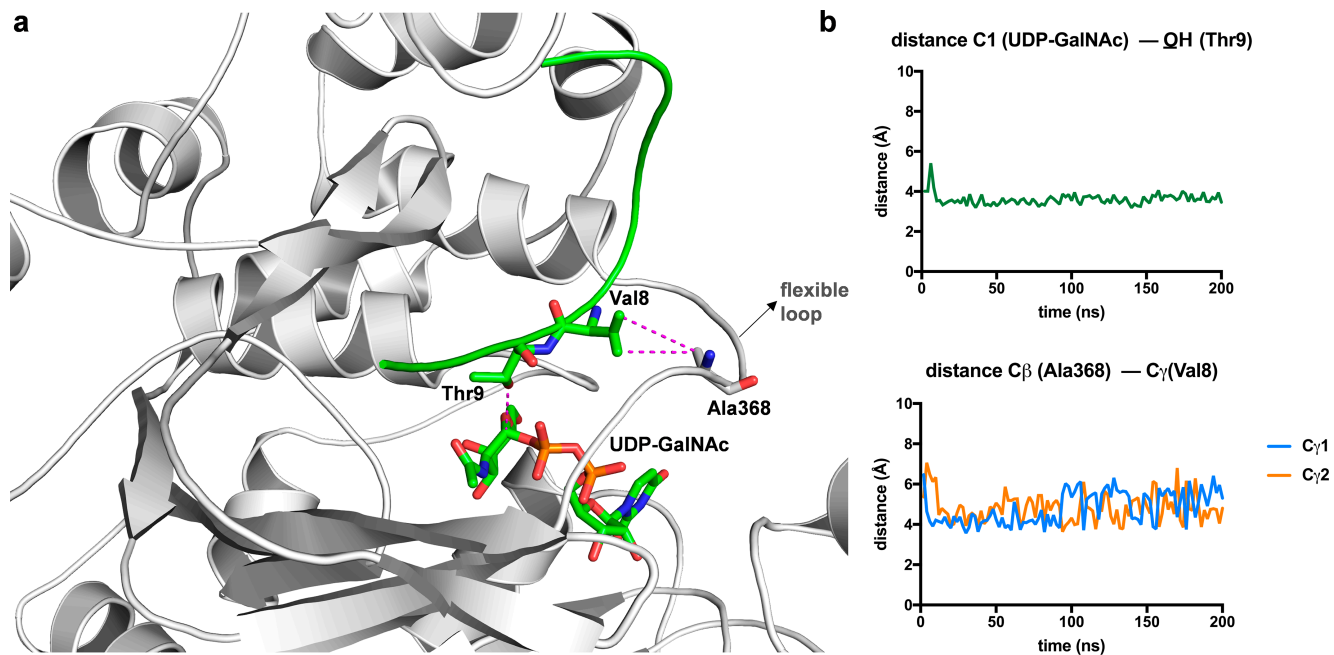 a
Val8
flexible
loop
Thr9
Ala368
UDP-GalNAc
b
distance C1 (UDP-GalNAc) — OH (Thr9)
10
8
6
4
2
0
distance (Å)
0 50 100 150 200
time (ns)
distance Cβ (Ala368) — Cγ(Val8)
10
8
6
4
2
0
distance (Å)
0 50 100 150 200
time (ns)
Cγ1
Cγ2